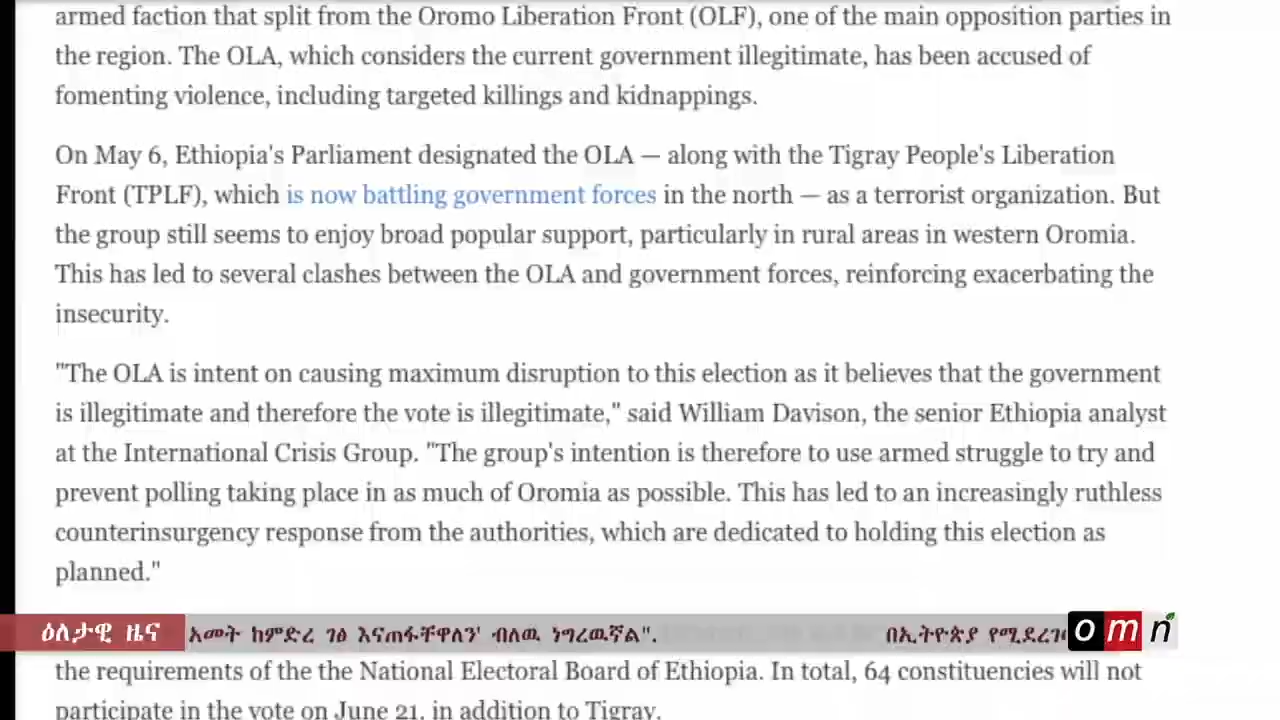 armed faction that split from the Oromo Liberation Front (OLF), one of the main opposition parties in
the region. The OLA, which considers the current government illegitimate, has been accused of
fomenting violence, including targeted killings and kidnappings.
On May 6, Ethiopia's Parliament designated the OLA — along with the Tigray People's Liberation
Front (TPLF), which is now battling government forces in the north — as a terrorist organization. But
the group still seems to enjoy broad popular support, particularly in rural areas in western Oromia.
This has led to several clashes between the OLA and government forces, reinforcing exacerbating the
insecurity.
"The OLA is intent on causing maximum disruption to this election as it believes that the government
is illegitimate and therefore the vote is illegitimate," said William Davison, the senior Ethiopia analyst
at the International Crisis Group. "The group's intention is therefore to use armed struggle to try and
prevent polling taking place in as much of Oromia as possible. This has led to an increasingly ruthless
counterinsurgency response from the authorities, which are dedicated to holding this election as
planned."
ዕለታዊ ዜና አመት ከምድረ ገፅ እናጠፋቸዋለን' ብለዉ ነግረዉኛል". በኢትዮጵያ የሚደረገ omn
the requirements of the the National Electoral Board of Ethiopia. In total, 64 constituencies will not
participate in the vote on June 21, in addition to Tigray.